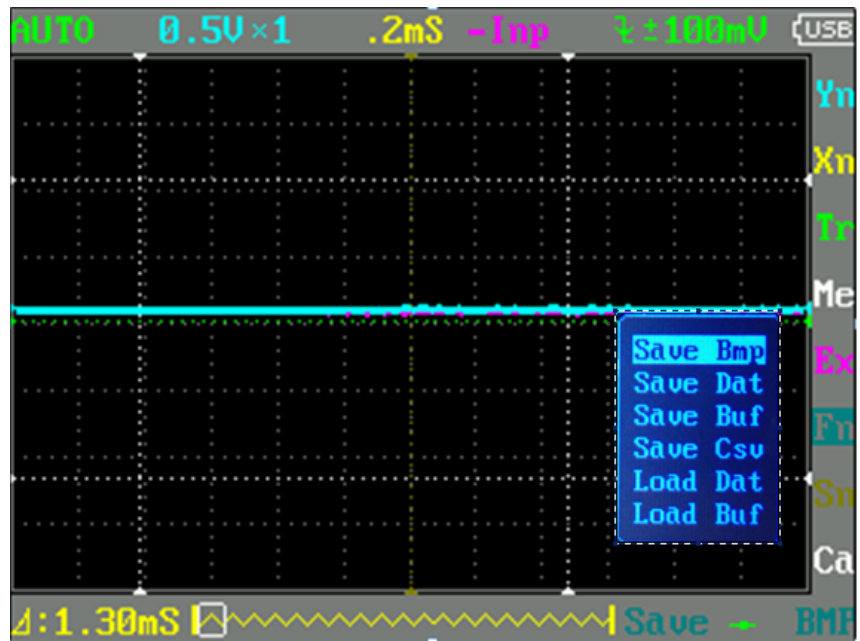 AUTO 0.5V×1 .2mS -Inp ±100mV USB
Yn
Xn
Tr
Me
Ex
Fn
Sn
Ca
Save Bmp
Save Dat
Save Buf
Save Csv
Load Dat
Load Buf
⊿:1.30mS Save BMP